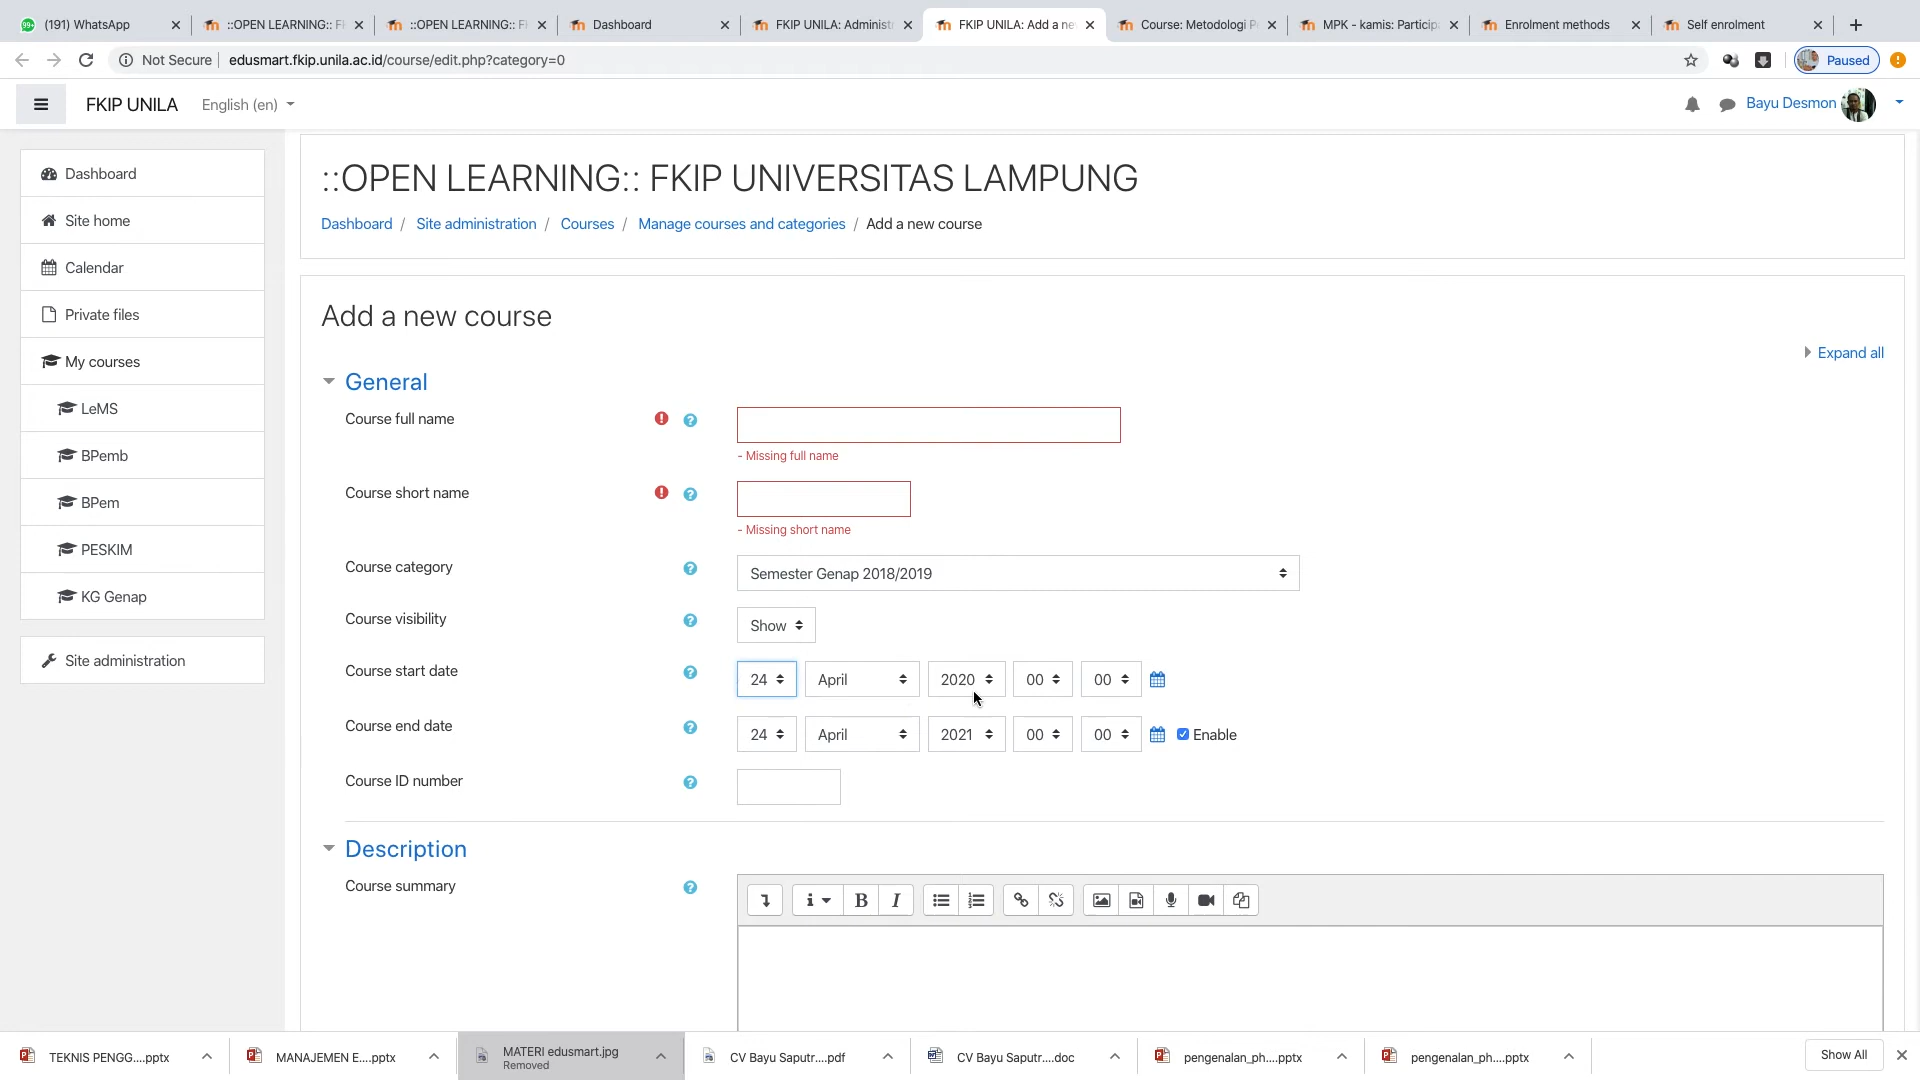 (191) WhatsApp
::OPEN LEARNING:: F
::OPEN LEARNING:: F
Dashboard
FKIP UNILA: Administ
FKIP UNILA: Add a ne
Course: Metodologi P
MPK - kamis: Participa
Enrolment methods
Self enrolment
Not Secure
edusmart.fkip.unila.ac.id/course/edit.php?category=0
Paused
FKIP UNILA
English (en)
Bayu Desmon
Dashboard
Site home
Calendar
Private files
My courses
LeMS
BPemb
BPem
PESKIM
KG Genap
Site administration
::OPEN LEARNING:: FKIP UNIVERSITAS LAMPUNG
Dashboard / Site administration / Courses / Manage courses and categories / Add a new course
Add a new course
Expand all
General
Course full name
- Missing full name
Course short name
- Missing short name
Course category
Semester Genap 2018/2019
Course visibility
Show
Course start date
24 April 2020 00 00
Course end date
24 April 2021 00 00 Enable
Course ID number
Description
Course summary
B I
TEKNIS PENGG....pptx
MANAJEMEN E....pptx
MATERI edusmart.jpg
Removed
CV Bayu Saputr....pdf
CV Bayu Saputr....doc
pengenalan_ph....pptx
pengenalan_ph....pptx
Show All